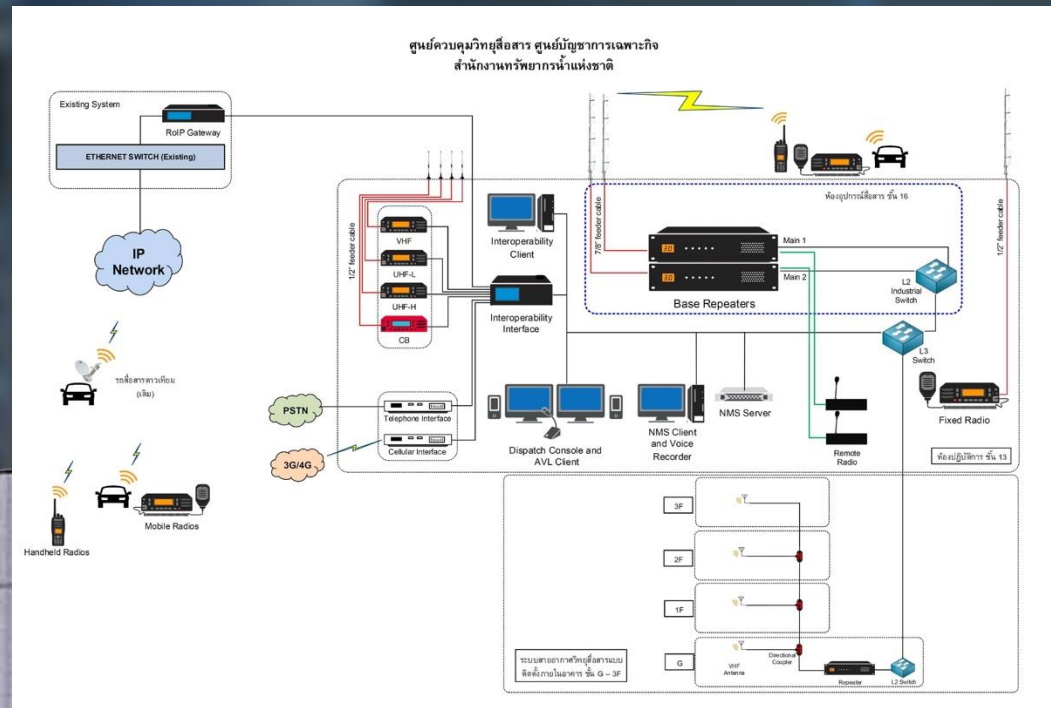 ศูนย์ควบคุมวิทยุสื่อสาร ศูนย์บัญชาการเฉพาะกิจ
สำนักงานทรัพยากรน้ำแห่งชาติ
Existing System
RoIP Gateway
ETHERNET SWITCH (Existing)
IP
Network
รถสื่อสารดาวเทียม
(เดิม)
Mobile Radios
Handheld Radios
1/2" feeder cable
VHF
UHF-L
UHF-H
CB
Interoperability
Client
Interoperability
Interface
PSTN
Telephone Interface
3G/4G
Cellular Interface
Dispatch Console and
AVL Client
NMS Client
and Voice
Recorder
NMS Server
7/8" feeder cable
ห้องอุปกรณ์สื่อสาร ชั้น 16
Main 1
Main 2
Base Repeaters
L2
Industrial
Switch
L3
Switch
1/2" feeder cable
Fixed Radio
Remote
Radio
ห้องปฏิบัติการ ชั้น 13
3F
2F
1F
G
ระบบสายอากาศวิทยุสื่อสารแบบ
ติดตั้งภายในอาคาร ชั้น G – 3F
VHF
Antenna
Directional
Coupler
Repeater
L2 Switch